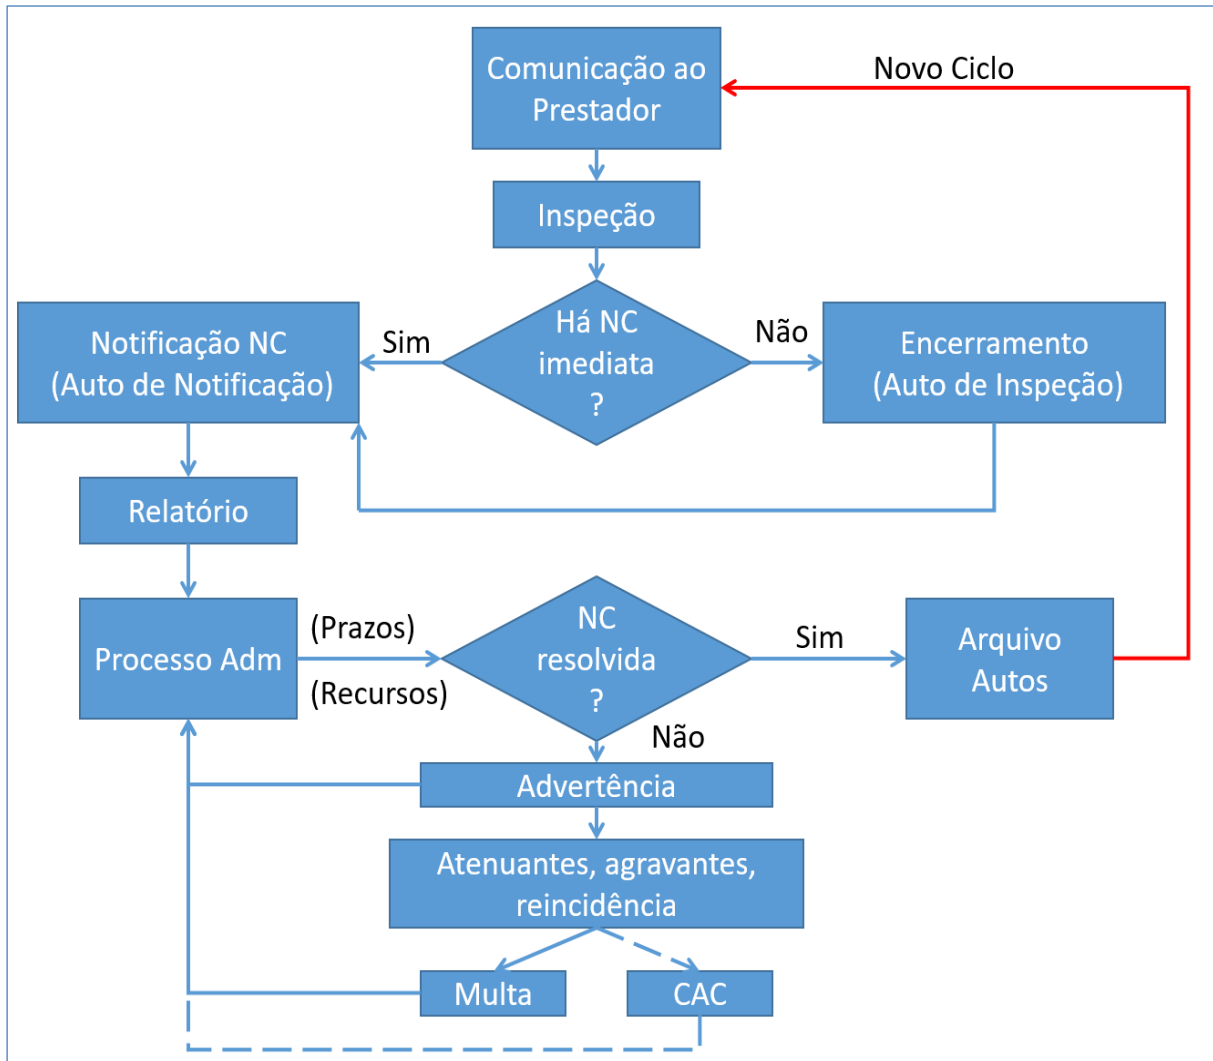 Comunicação ao
Prestador
Novo Ciclo
Inspeção
Há NC
imediata
?
Sim
Não
Notificação NC
(Auto de Notificação)
Encerramento
(Auto de Inspeção)
Relatório
Processo Adm
(Prazos)
(Recursos)
NC
resolvida
?
Sim
Arquivo
Autos
Não
Advertência
Atenuantes, agravantes,
reincidência
Multa
CAC